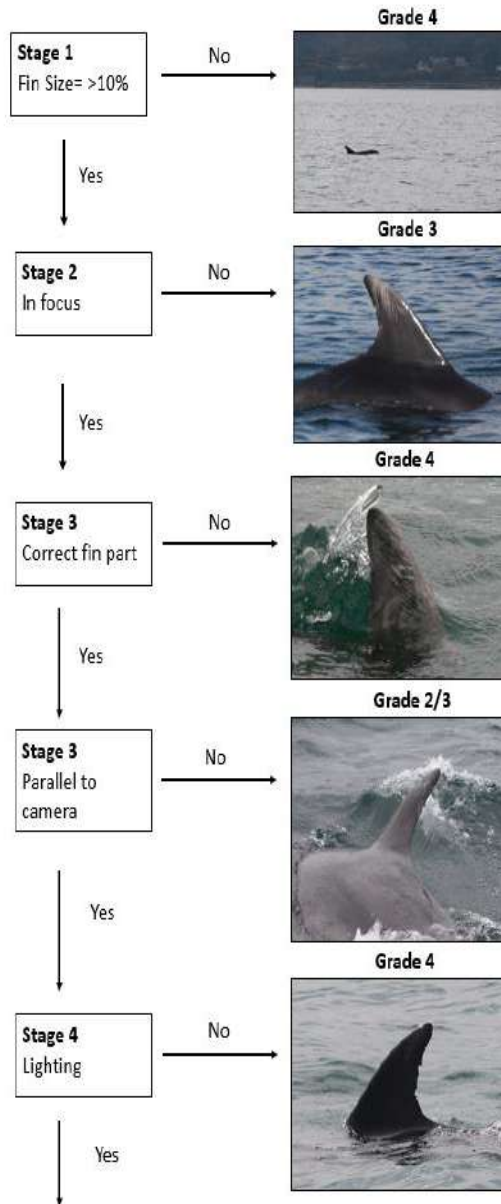 Grade 4
Stage 1
Fin Size= >10%
No
Yes
Grade 3
Stage 2
In focus
No
Yes
Grade 4
Stage 3
Correct fin part
No
Yes
Grade 2/3
Stage 3
Parallel to
camera
No
Yes
Grade 4
Stage 4
Lighting
No
Yes